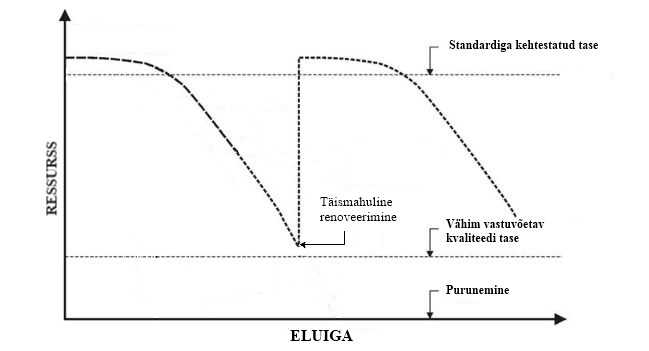 Standardiga kehtestatud tase
RESSURSS
Täismahuline
renoveerimine
Vähim vastuvõetav
kvaliteedi tase
Purunemine
ELUIGA